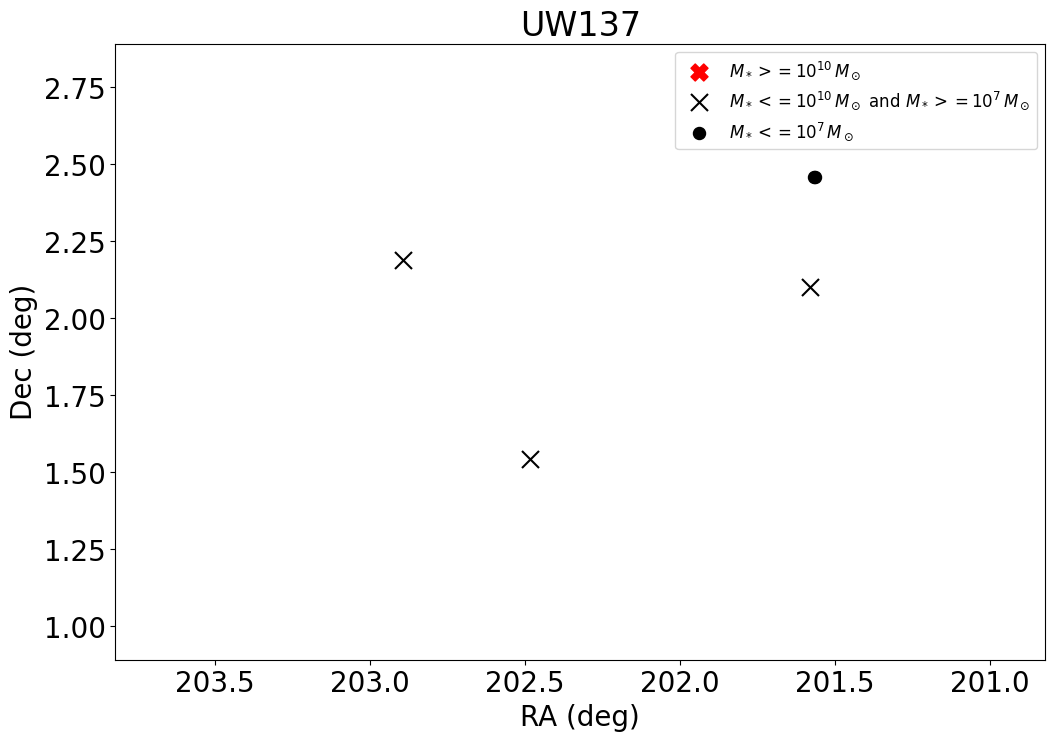 UW137
M* >= 10^10 M⊙
M* <= 10^10 M⊙ and M* >= 10^7 M⊙
M* <= 10^7 M⊙
2.75
2.50
2.25
2.00
1.75
1.50
1.25
1.00
Dec (deg)
203.5 203.0 202.5 202.0 201.5 201.0
RA (deg)